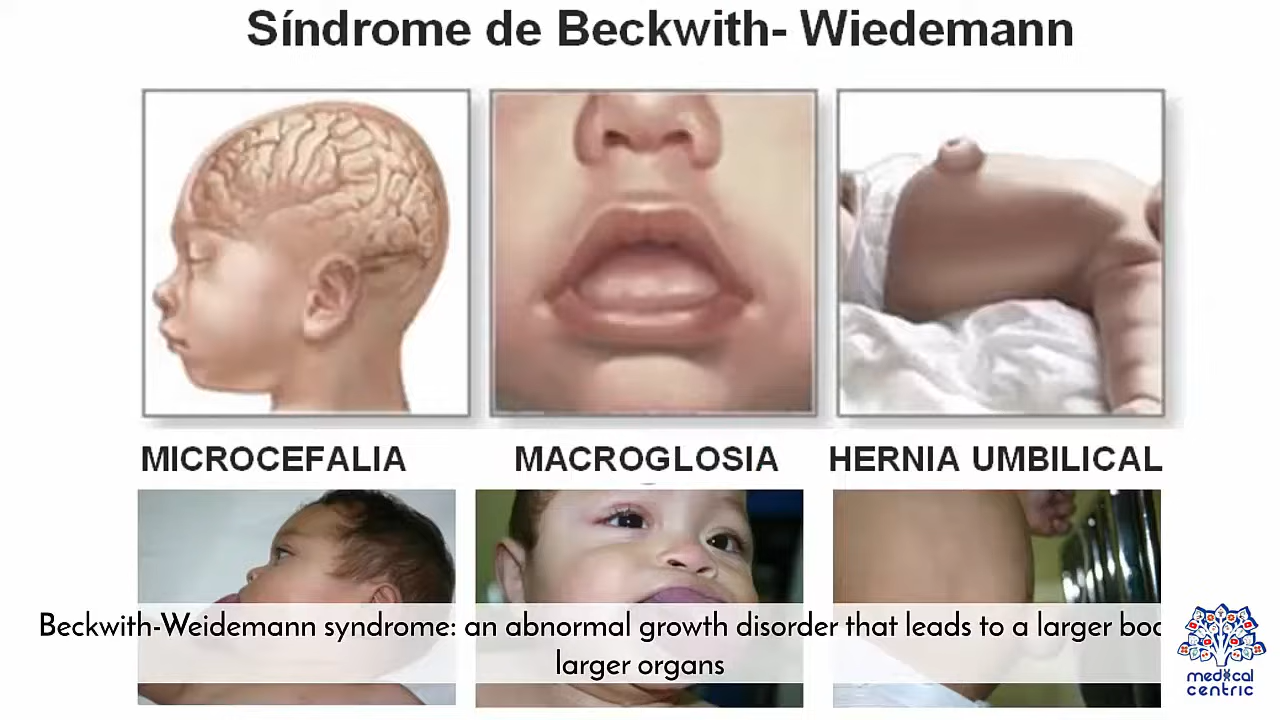 Síndrome de Beckwith- Wiedemann
MICROCEFALIA
MACROGLOSIA
HERNIA UMBILICAL
Beckwith-Weidemann syndrome: an abnormal growth disorder that leads to a larger
larger organs
medical
centric